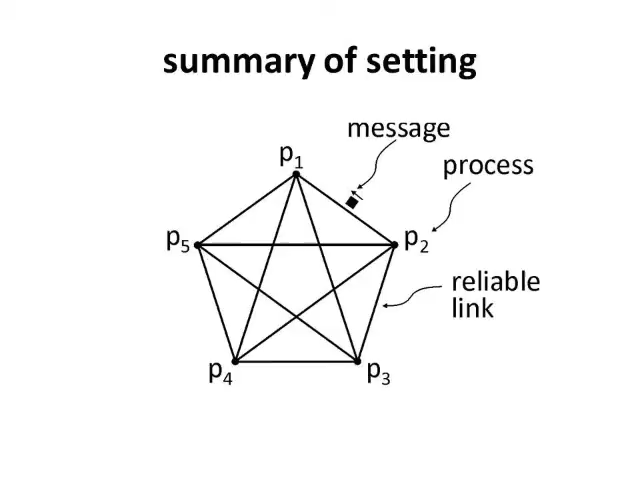 summary of setting
message
p1
process
p5
p2
reliable
link
p4
p3